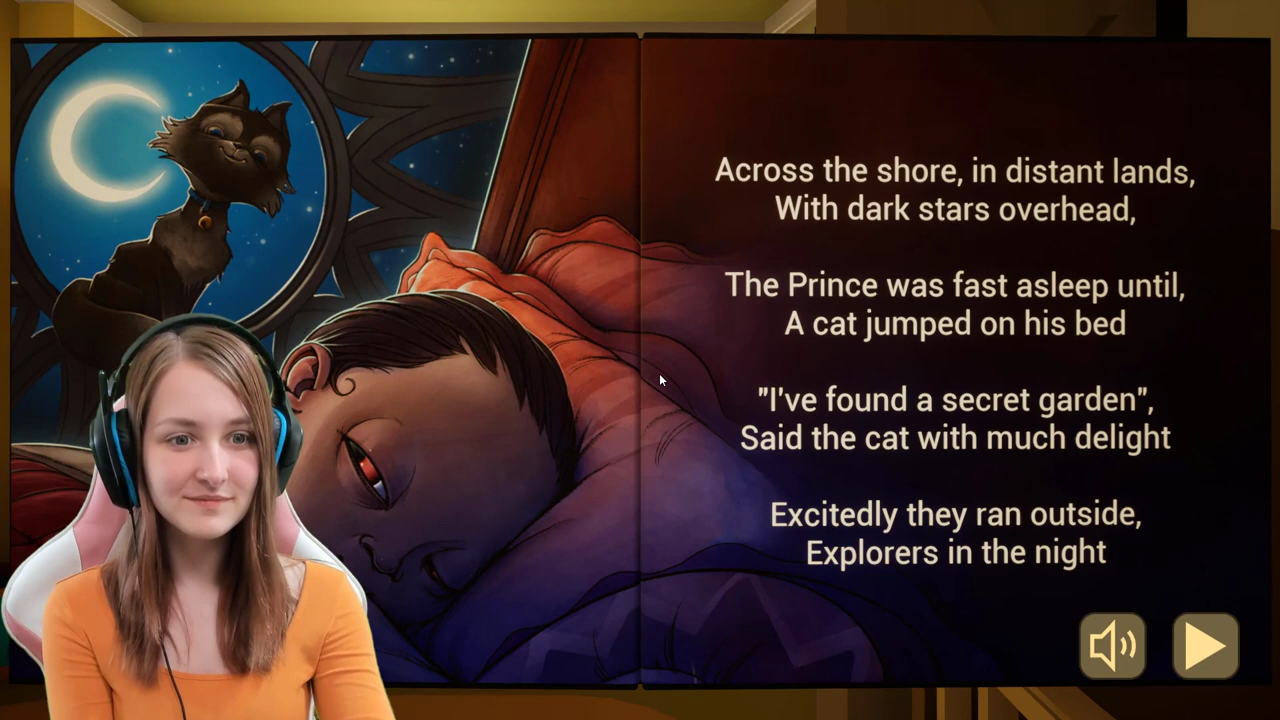 Across the shore, in distant lands,
With dark stars overhead,
The Prince was fast asleep until,
A cat jumped on his bed
"I've found a secret garden",
Said the cat with much delight
Excitedly they ran outside,
Explorers in the night